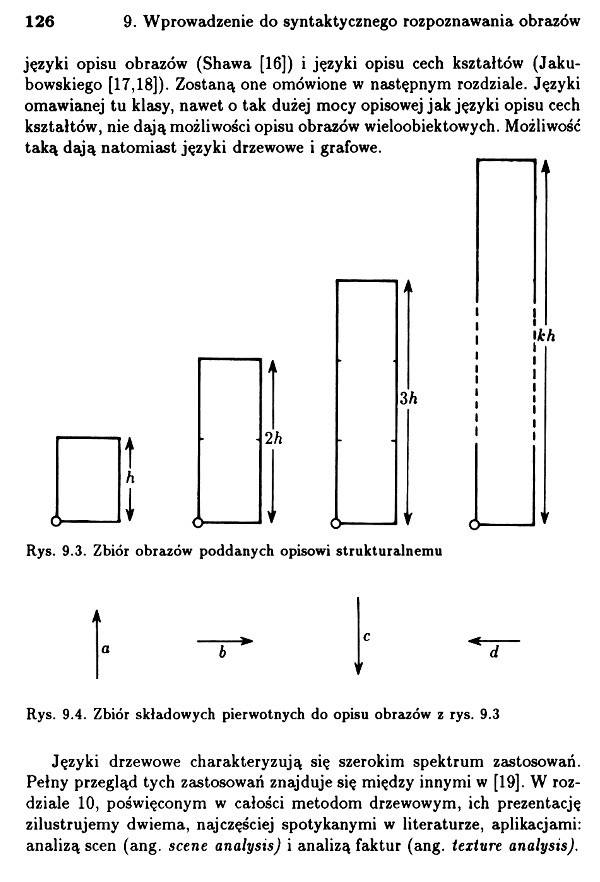 126 9. Wprowadzenie do syntaktycznego rozpoznawania obrazów
języki opisu obrazów (Shawa [16]) i języki opisu cech kształtów (Jaku-
bowskiego [17,18]). Zostaną one omówione w następnym rozdziale. Języki
omawianej tu klasy, nawet o tak dużej mocy opisowej jak języki opisu cech
kształtów, nie dają możliwości opisu obrazów wieloobiektowych. Możliwość
taką dają natomiast języki drzewowe i grafowe.
h
2h
3h
kh
Rys. 9.3. Zbiór obrazów poddanych opisowi strukturalnemu
a
b
c
d
Rys. 9.4. Zbiór składowych pierwotnych do opisu obrazów z rys. 9.3
Języki drzewowe charakteryzują się szerokim spektrum zastosowań.
Pełny przegląd tych zastosowań znajduje się między innymi w [19]. W roz-
dziale 10, poświęconym w całości metodom drzewowym, ich prezentację
zilustrujemy dwiema, najczęściej spotykanymi w literaturze, aplikacjami:
analizą scen (ang. scene analysis) i analizą faktur (ang. texture analysis).